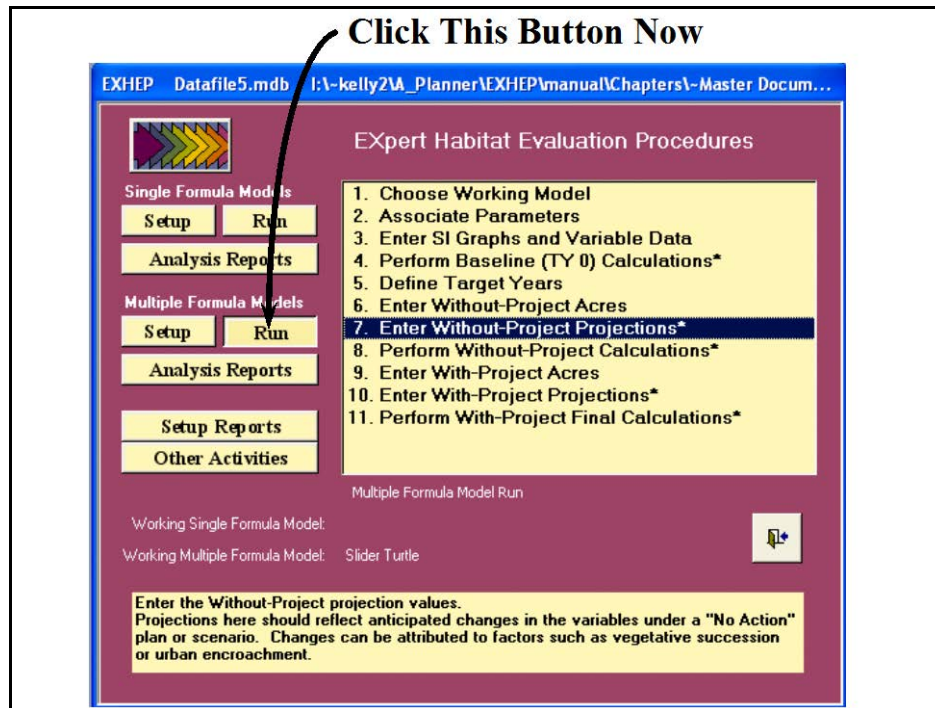 Click This Button Now
EXHEP Datafile5.mdb I:\~kelly2\A_Planner\EXHEP\manual\Chapters\~Master Docum...
EXpert Habitat Evaluation Procedures
Single Formula Models
Setup Run
Analysis Reports
Multiple Formula Models
Setup Run
Analysis Reports
Setup Reports
Other Activities
1. Choose Working Model
2. Associate Parameters
3. Enter SI Graphs and Variable Data
4. Perform Baseline (TY 0) Calculations*
5. Define Target Years
6. Enter Without-Project Acres
7. Enter Without-Project Projections*
8. Perform Without-Project Calculations*
9. Enter With-Project Acres
10. Enter With-Project Projections*
11. Perform With-Project Final Calculations*
Multiple Formula Model Run
Working Single Formula Model:
Working Multiple Formula Model: Slider Turtle
Enter the Without-Project projection values.
Projections here should reflect anticipated changes in the variables under a "No Action"
plan or scenario. Changes can be attributed to factors such as vegetative succession
or urban encroachment.